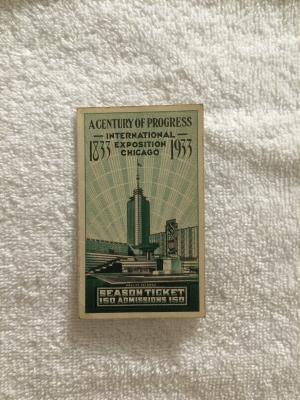 A CENTURY OF PROGRESS
INTERNATIONAL
1833 EXPOSITION 1933
CHICAGO
SEASON TICKET
150 ADMISSIONS 150